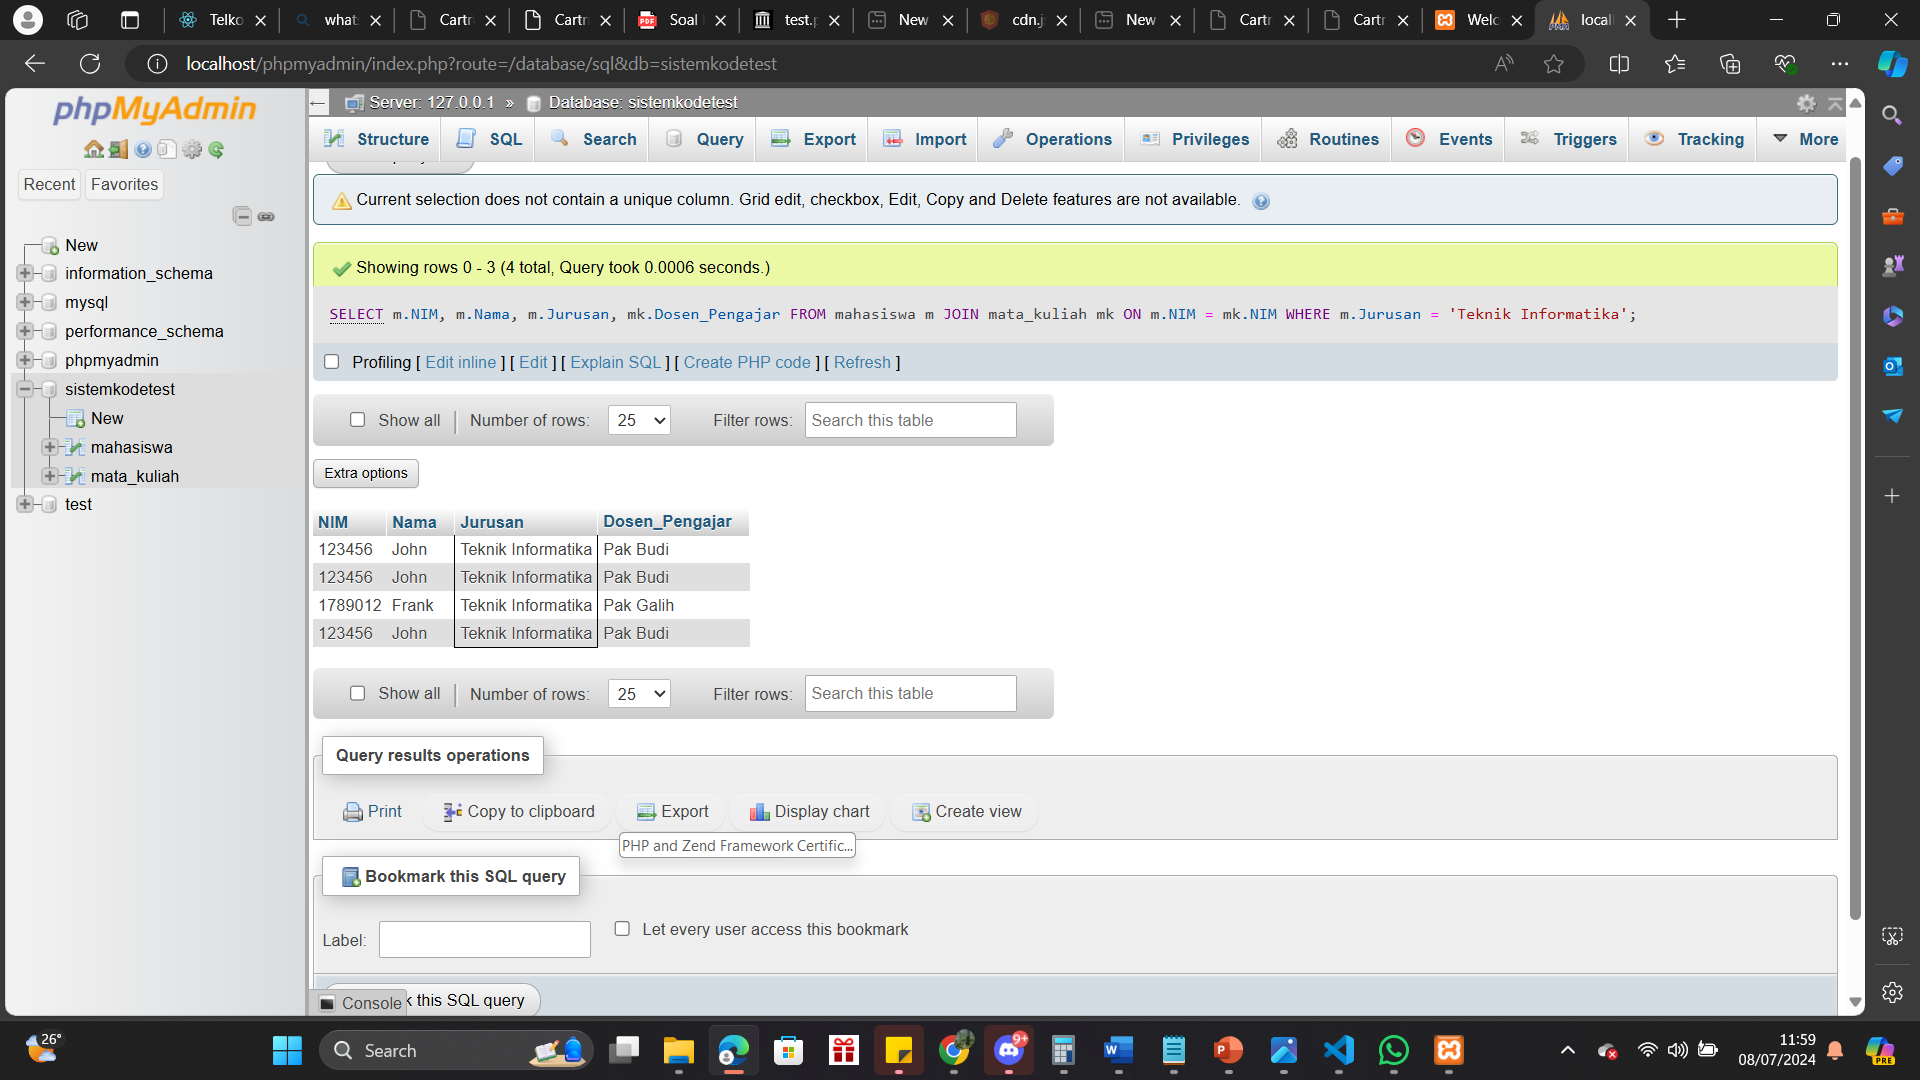 Telko
what
Cartr
Cartr
Soal
test.p
New
cdn.j
New
Cartr
Cartr
Welc
local
localhost/phpmyadmin/index.php?route=/database/sql&db=sistemkodetest
phpMyAdmin
Recent
Favorites
New
information_schema
mysql
performance_schema
phpmyadmin
sistemkodetest
New
mahasiswa
mata_kuliah
test
Server: 127.0.0.1 » Database: sistemkodetest
Structure
SQL
Search
Query
Export
Import
Operations
Privileges
Routines
Events
Triggers
Tracking
More
Current selection does not contain a unique column. Grid edit, checkbox, Edit, Copy and Delete features are not available.
Showing rows 0 - 3 (4 total, Query took 0.0006 seconds.)
SELECT m.NIM, m.Nama, m.Jurusan, mk.Dosen_Pengajar FROM mahasiswa m JOIN mata_kuliah mk ON m.NIM = mk.NIM WHERE m.Jurusan = 'Teknik Informatika';
Profiling [ Edit inline ] [ Edit ] [ Explain SQL ] [ Create PHP code ] [ Refresh ]
Show all
Number of rows: 25
Filter rows: Search this table
Extra options
NIM Nama Jurusan Dosen_Pengajar
123456 John Teknik Informatika Pak Budi
123456 John Teknik Informatika Pak Budi
1789012 Frank Teknik Informatika Pak Galih
123456 John Teknik Informatika Pak Budi
Show all
Number of rows: 25
Filter rows: Search this table
Query results operations
Print
Copy to clipboard
Export
Display chart
Create view
PHP and Zend Framework Certific...
Bookmark this SQL query
Label:
Let every user access this bookmark
Console
k this SQL query
26°
Search
9+
11:59
08/07/2024
PRE